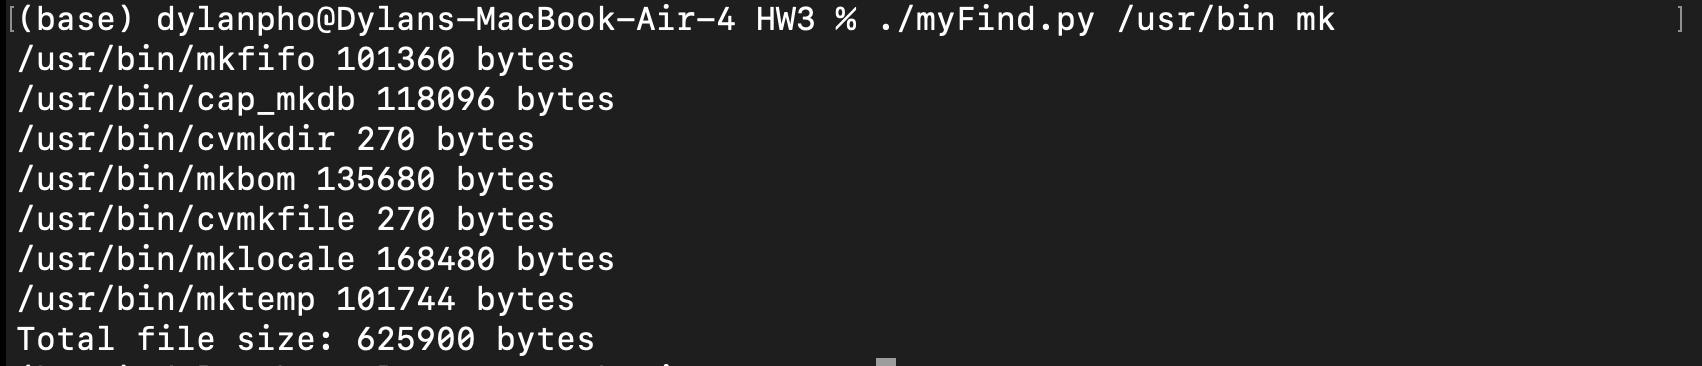 [(base) dylanpho@Dylans-MacBook-Air-4 HW3 % ./myFind.py /usr/bin mk ]
/usr/bin/mkfifo 101360 bytes
/usr/bin/cap_mkdb 118096 bytes
/usr/bin/cvmkdir 270 bytes
/usr/bin/mkbom 135680 bytes
/usr/bin/cvmkfile 270 bytes
/usr/bin/mklocale 168480 bytes
/usr/bin/mktemp 101744 bytes
Total file size: 625900 bytes